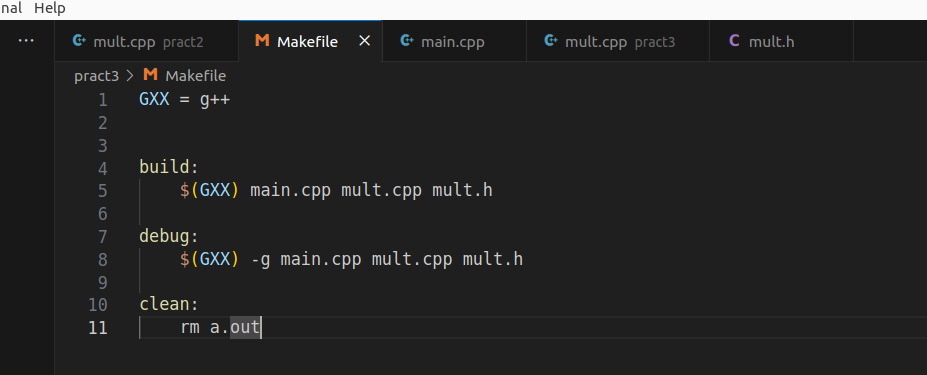 nal Help
··· mult.cpp pract2 M Makefile × main.cpp mult.cpp pract3 C mult.h
pract3 > M Makefile
1 GXX = g++
2
3
4 build:
5 $(GXX) main.cpp mult.cpp mult.h
6
7 debug:
8 $(GXX) -g main.cpp mult.cpp mult.h
9
10 clean:
11 rm a.out